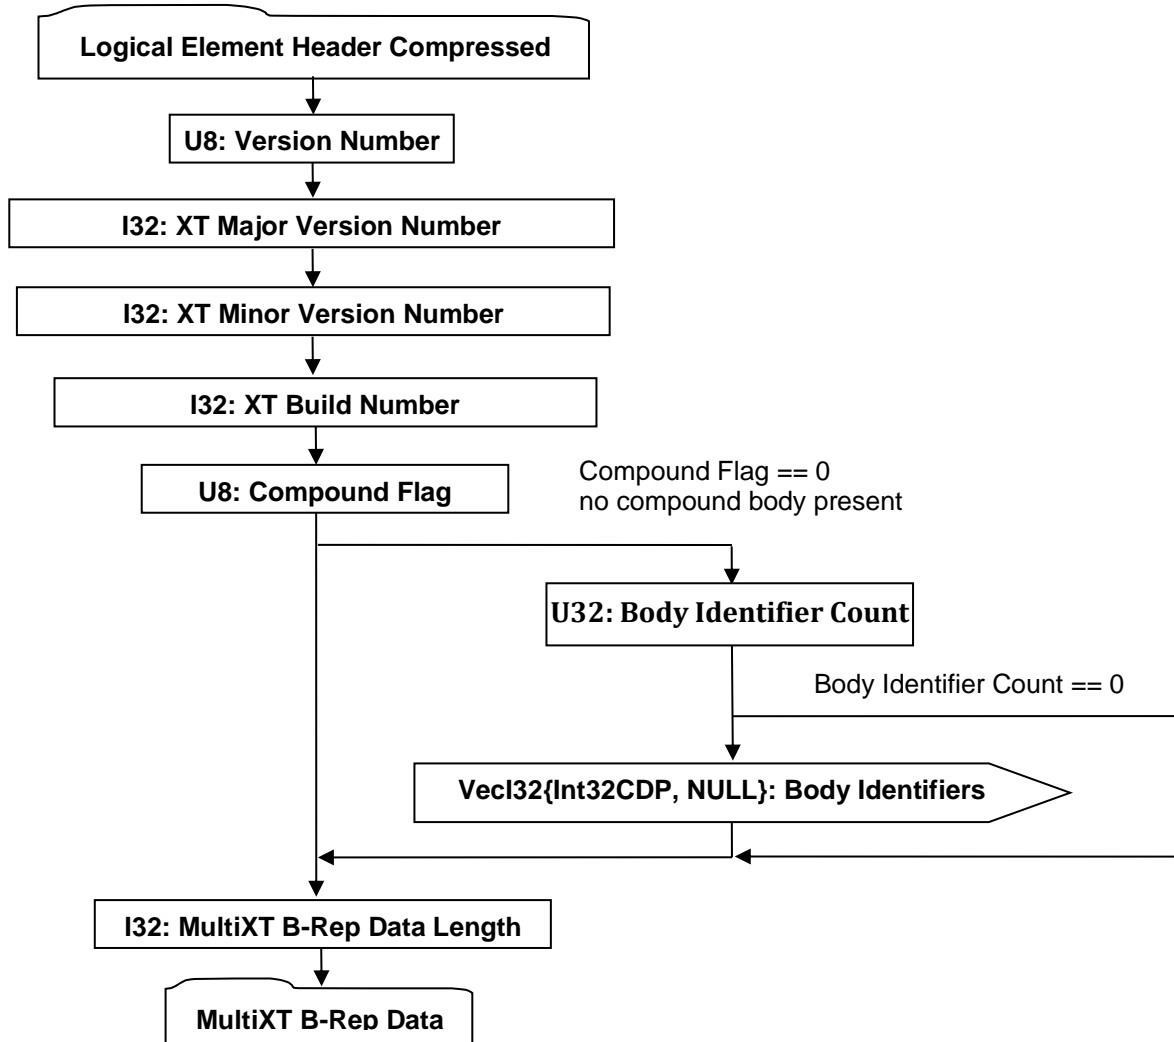 Logical Element Header Compressed
U8: Version Number
I32: XT Major Version Number
I32: XT Minor Version Number
I32: XT Build Number
U8: Compound Flag
Compound Flag == 0
no compound body present
U32: Body Identifier Count
Body Identifier Count == 0
VecI32{Int32CDP, NULL}: Body Identifiers
I32: MultiXT B-Rep Data Length
MultiXT B-Rep Data